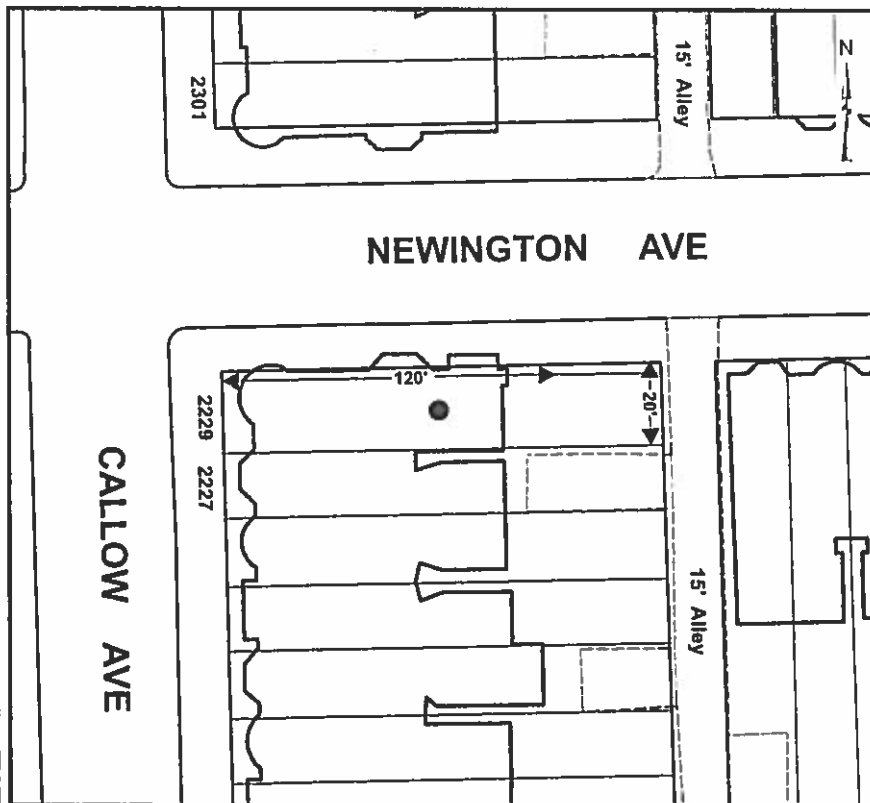 2301
15' Alley
N
NEWINGTON AVE
120'
20'
2229
2227
CALLOW AVE
15' Alley